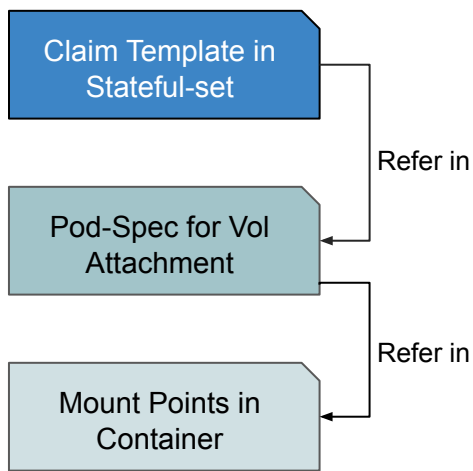 Claim Template in
Stateful-set
Refer in
Pod-Spec for Vol
Attachment
Refer in
Mount Points in
Container